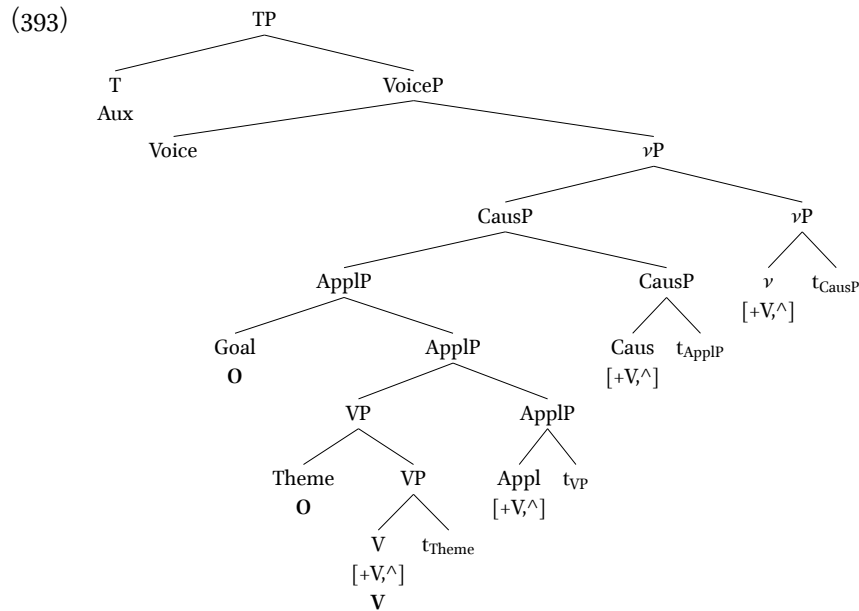 (393)
TP
T VoiceP
Aux
Voice νP
CausP νP
ApplP CausP ν t_CausP
[+V,^]
Goal ApplP Caus t_ApplP
O [+V,^]
VP ApplP
Theme VP Appl t_VP
O [+V,^]
V t_Theme
[+V,^]
V